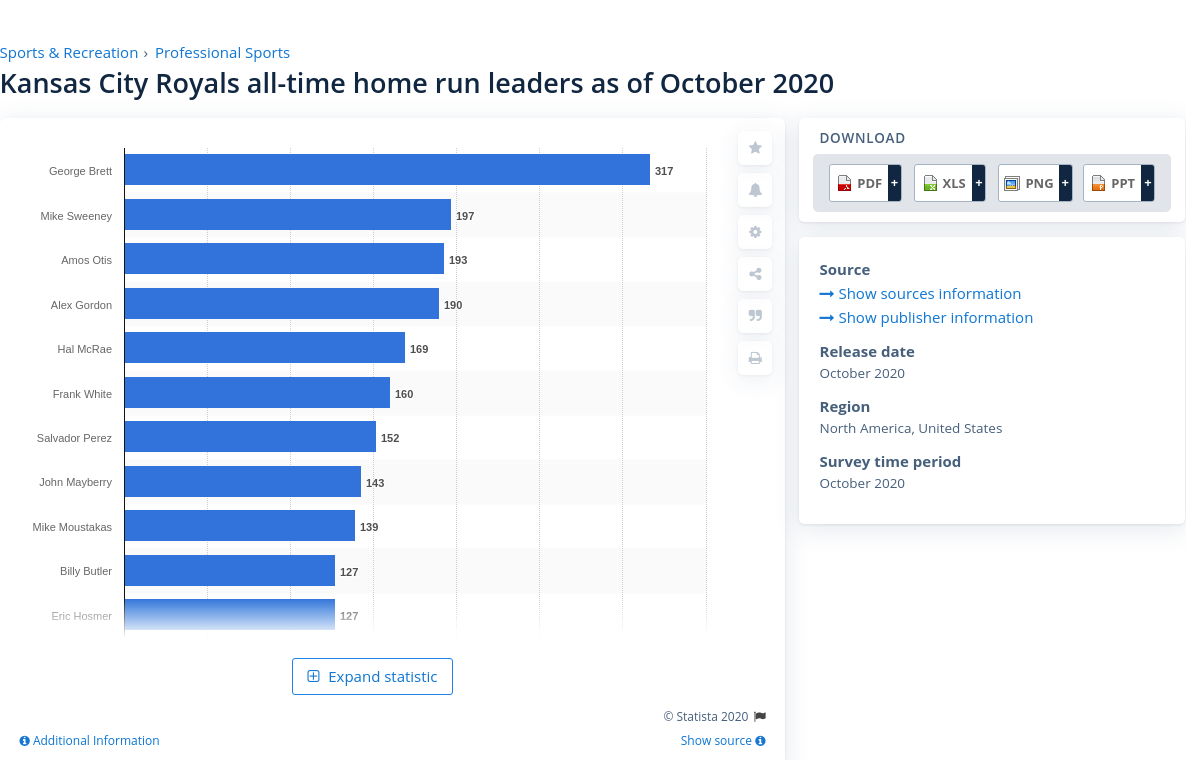 Sports & Recreation › Professional Sports
Kansas City Royals all-time home run leaders as of October 2020
George Brett 317
Mike Sweeney 197
Amos Otis 193
Alex Gordon 190
Hal McRae 169
Frank White 160
Salvador Perez 152
John Mayberry 143
Mike Moustakas 139
Billy Butler 127
Eric Hosmer 127
Expand statistic
© Statista 2020
Additional Information
Show source
DOWNLOAD
PDF + XLS + PNG + PPT +
Source
Show sources information
Show publisher information
Release date
October 2020
Region
North America, United States
Survey time period
October 2020